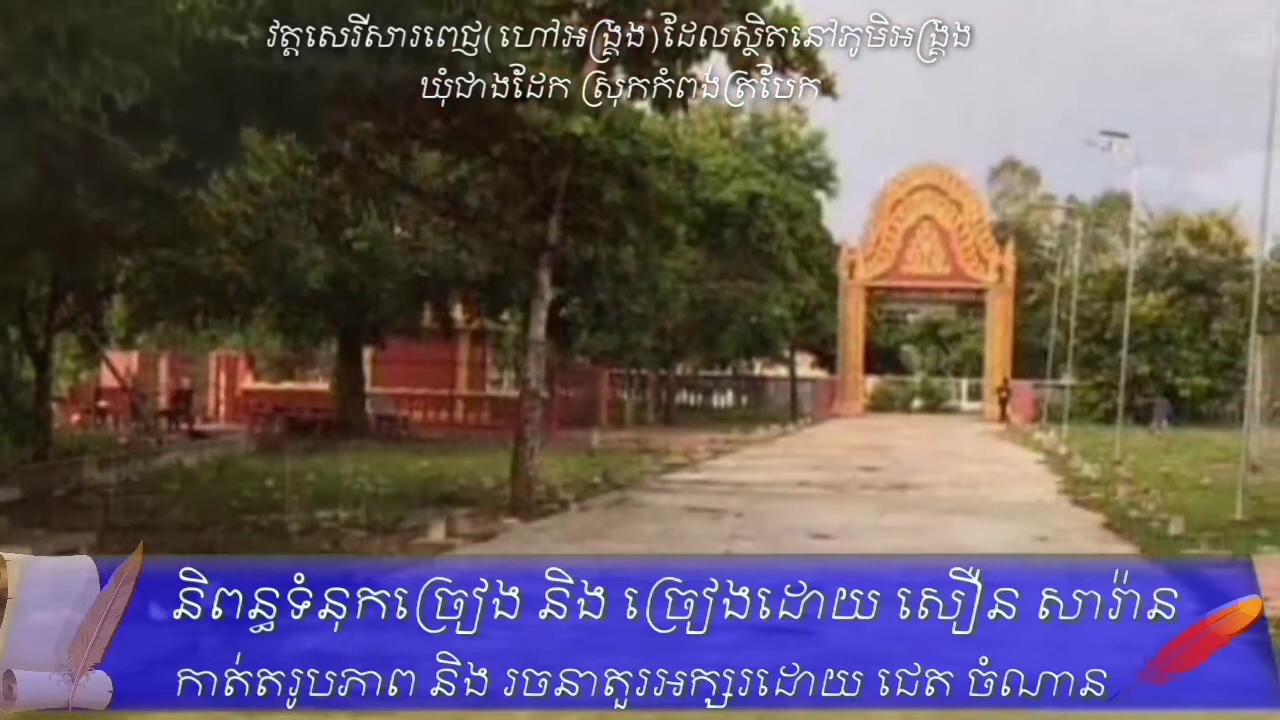 វត្តសេរីសារពេជ្ញ(ហៅអង្រ្គង)ដែលស្ថិតនៅភូមិអង្រ្គង
ឃុំជាងដែក ស្រុកកំពង់ត្របែក
និពន្ធទំនុកច្រៀង និង ច្រៀងដោយ សឿន សារ៉ាន
កាត់តរូបភាព និង រចនាតួរអក្សរដោយ ជេត ចំណាន